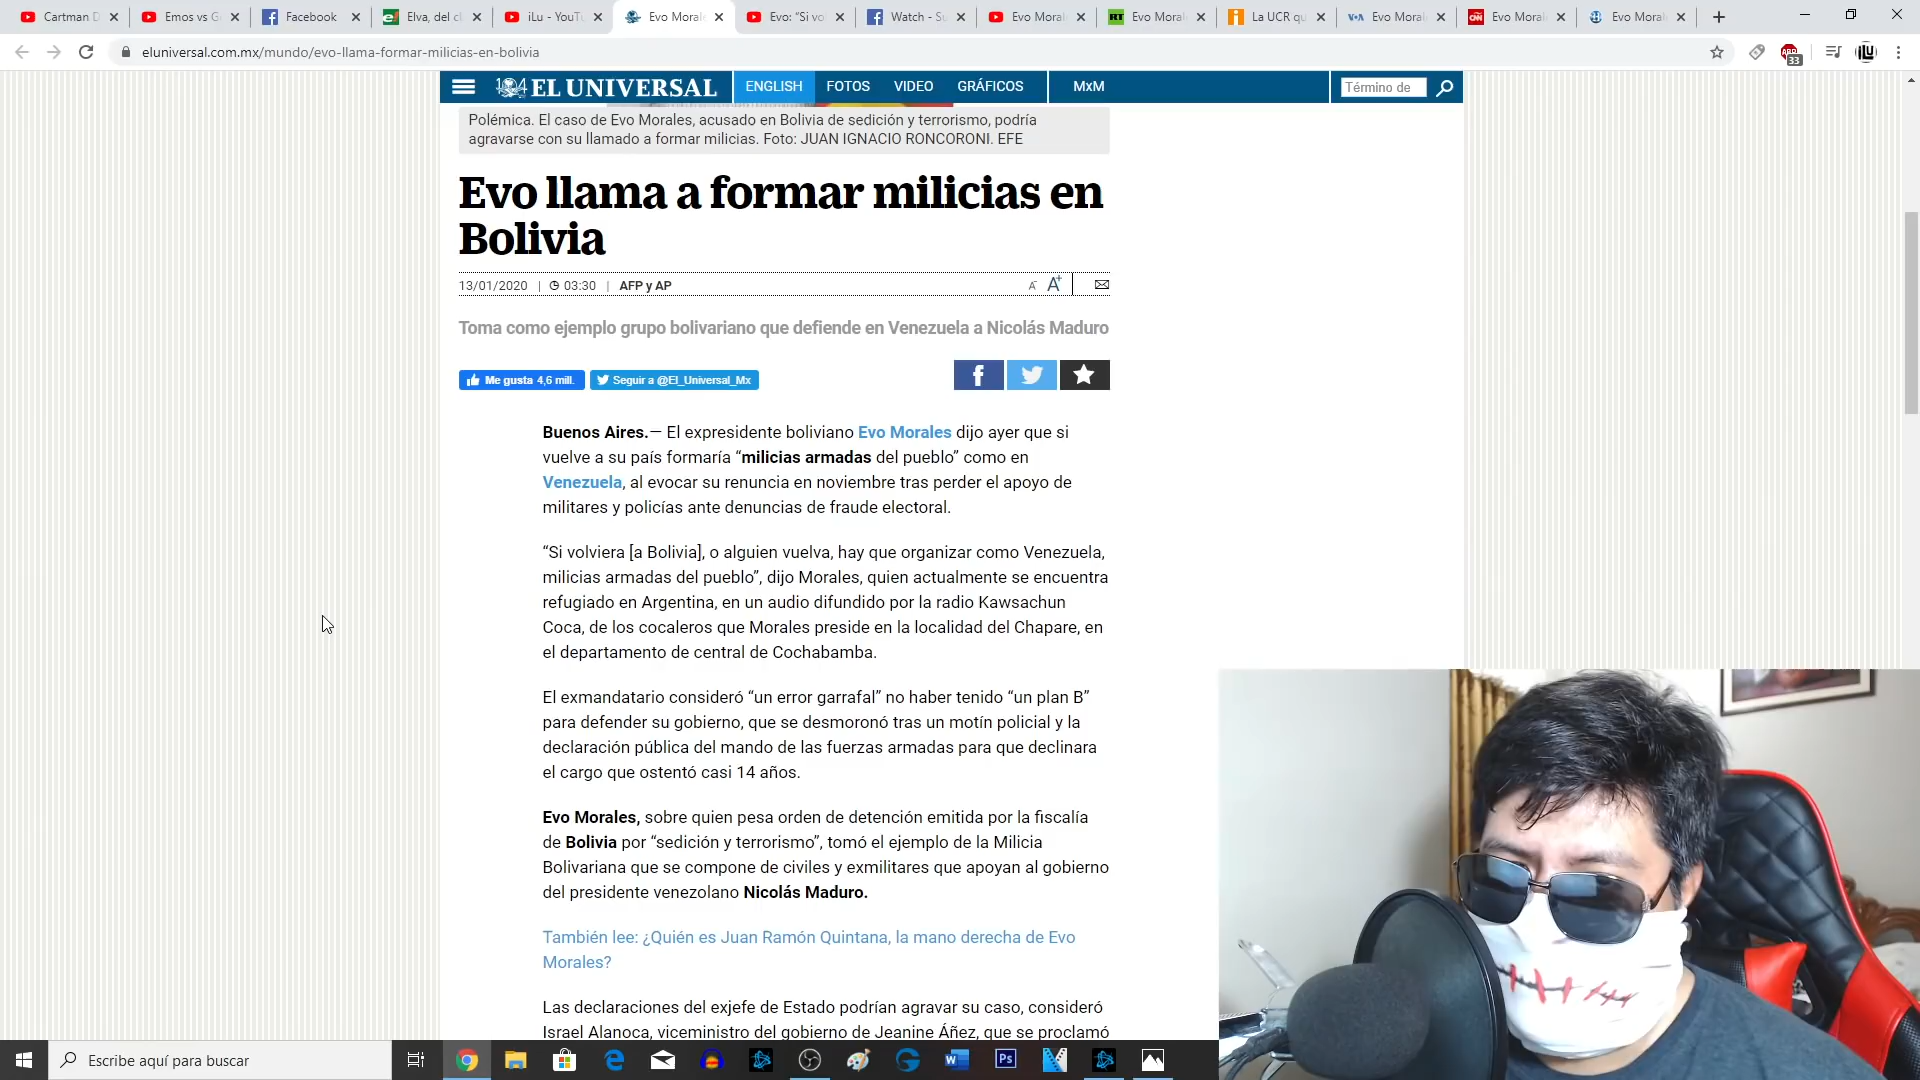 Cartman D
Emos vs G
Facebook
Elva, del c
iLu - YouTu
Evo Morale
Evo: “Si vo
Watch - Su
Evo Moral
RT Evo Moral
La UCR qu
VOA Evo Moral
CNN Evo Moral
Evo Moral
eluniversal.com.mx/mundo/evo-llama-formar-milicias-en-bolivia
ABP
33
iLU
104 EL UNIVERSAL
ENGLISH
FOTOS
VIDEO
GRÁFICOS
MxM
Término de
Polémica. El caso de Evo Morales, acusado en Bolivia de sedición y terrorismo, podría
agravarse con su llamado a formar milicias. Foto: JUAN IGNACIO RONCORONI. EFE
Evo llama a formar milicias en
Bolivia
13/01/2020 | 03:30 | AFP y AP
A- A+
Toma como ejemplo grupo bolivariano que defiende en Venezuela a Nicolás Maduro
Me gusta 4,6 mill.
Seguir a @El_Universal_Mx
Buenos Aires.— El expresidente boliviano Evo Morales dijo ayer que si
vuelve a su país formaría “milicias armadas del pueblo” como en
Venezuela, al evocar su renuncia en noviembre tras perder el apoyo de
militares y policías ante denuncias de fraude electoral.
“Si volviera [a Bolivia], o alguien vuelva, hay que organizar como Venezuela,
milicias armadas del pueblo”, dijo Morales, quien actualmente se encuentra
refugiado en Argentina, en un audio difundido por la radio Kawsachun
Coca, de los cocaleros que Morales preside en la localidad del Chapare, en
el departamento de central de Cochabamba.
El exmandatario consideró “un error garrafal” no haber tenido “un plan B”
para defender su gobierno, que se desmoronó tras un motín policial y la
declaración pública del mando de las fuerzas armadas para que declinara
el cargo que ostentó casi 14 años.
Evo Morales, sobre quien pesa orden de detención emitida por la fiscalía
de Bolivia por “sedición y terrorismo”, tomó el ejemplo de la Milicia
Bolivariana que se compone de civiles y exmilitares que apoyan al gobierno
del presidente venezolano Nicolás Maduro.
También lee: ¿Quién es Juan Ramón Quintana, la mano derecha de Evo
Morales?
Las declaraciones del exjefe de Estado podrían agravar su caso, consideró
Israel Alanoca, viceministro del gobierno de Jeanine Áñez, que se proclamó
Escribe aquí para buscar
Ps